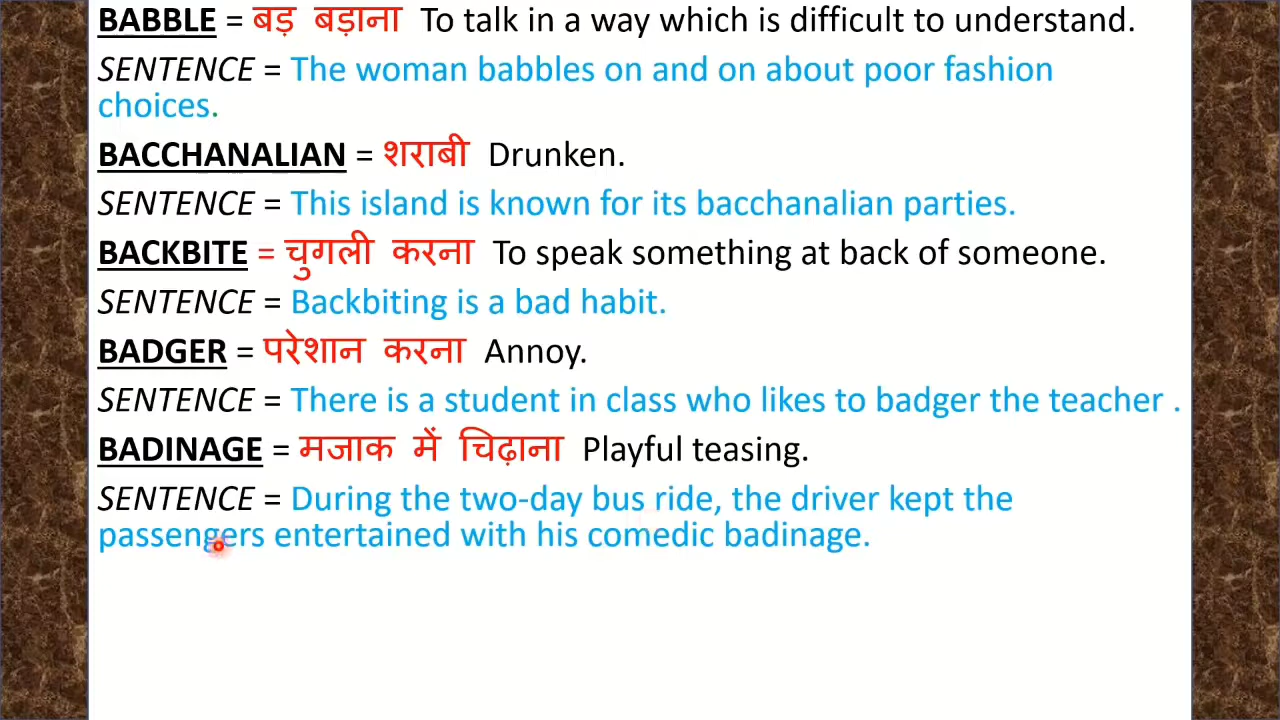 BABBLE = बड़ बड़ाना To talk in a way which is difficult to understand.
SENTENCE = The woman babbles on and on about poor fashion
choices.
BACCHANALIAN = शराबी Drunken.
SENTENCE = This island is known for its bacchanalian parties.
BACKBITE = चुगली करना To speak something at back of someone.
SENTENCE = Backbiting is a bad habit.
BADGER = परेशान करना Annoy.
SENTENCE = There is a student in class who likes to badger the teacher .
BADINAGE = मजाक में चिढ़ाना Playful teasing.
SENTENCE = During the two-day bus ride, the driver kept the
passengers entertained with his comedic badinage.